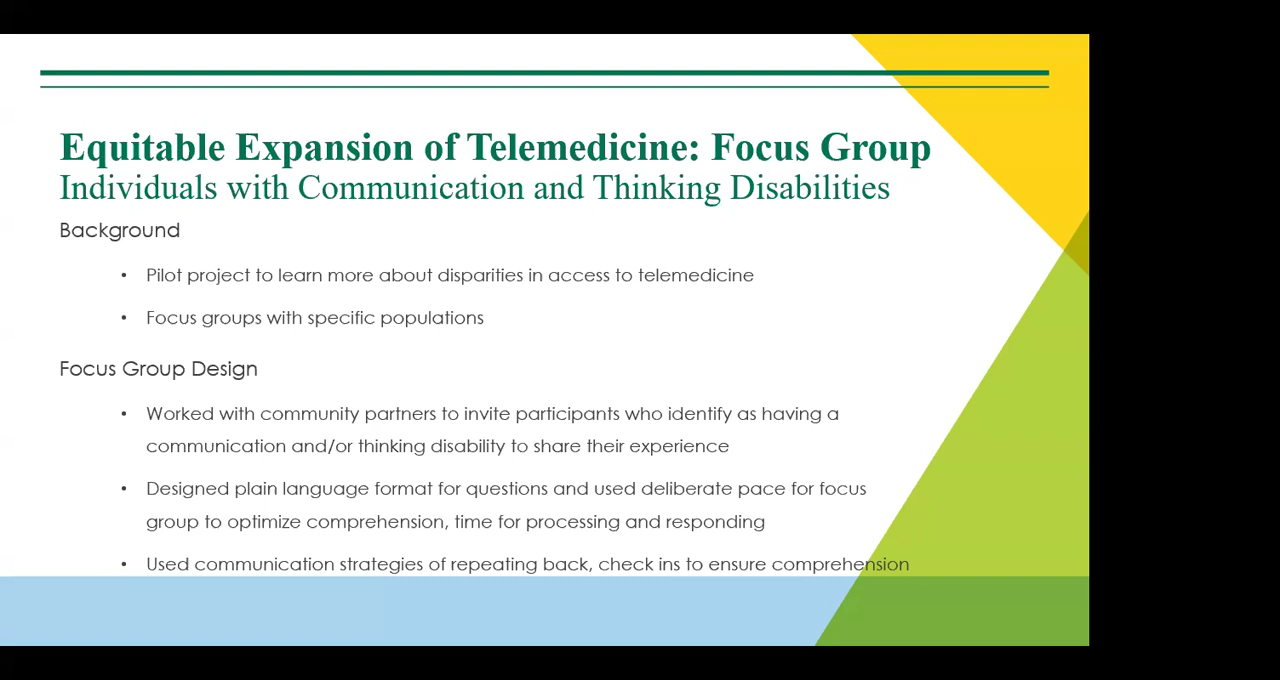 Equitable Expansion of Telemedicine: Focus Group
Individuals with Communication and Thinking Disabilities
Background
• Pilot project to learn more about disparities in access to telemedicine
• Focus groups with specific populations
Focus Group Design
• Worked with community partners to invite participants who identify as having a
communication and/or thinking disability to share their experience
• Designed plain language format for questions and used deliberate pace for focus
group to optimize comprehension, time for processing and responding
• Used communication strategies of repeating back, check ins to ensure comprehension